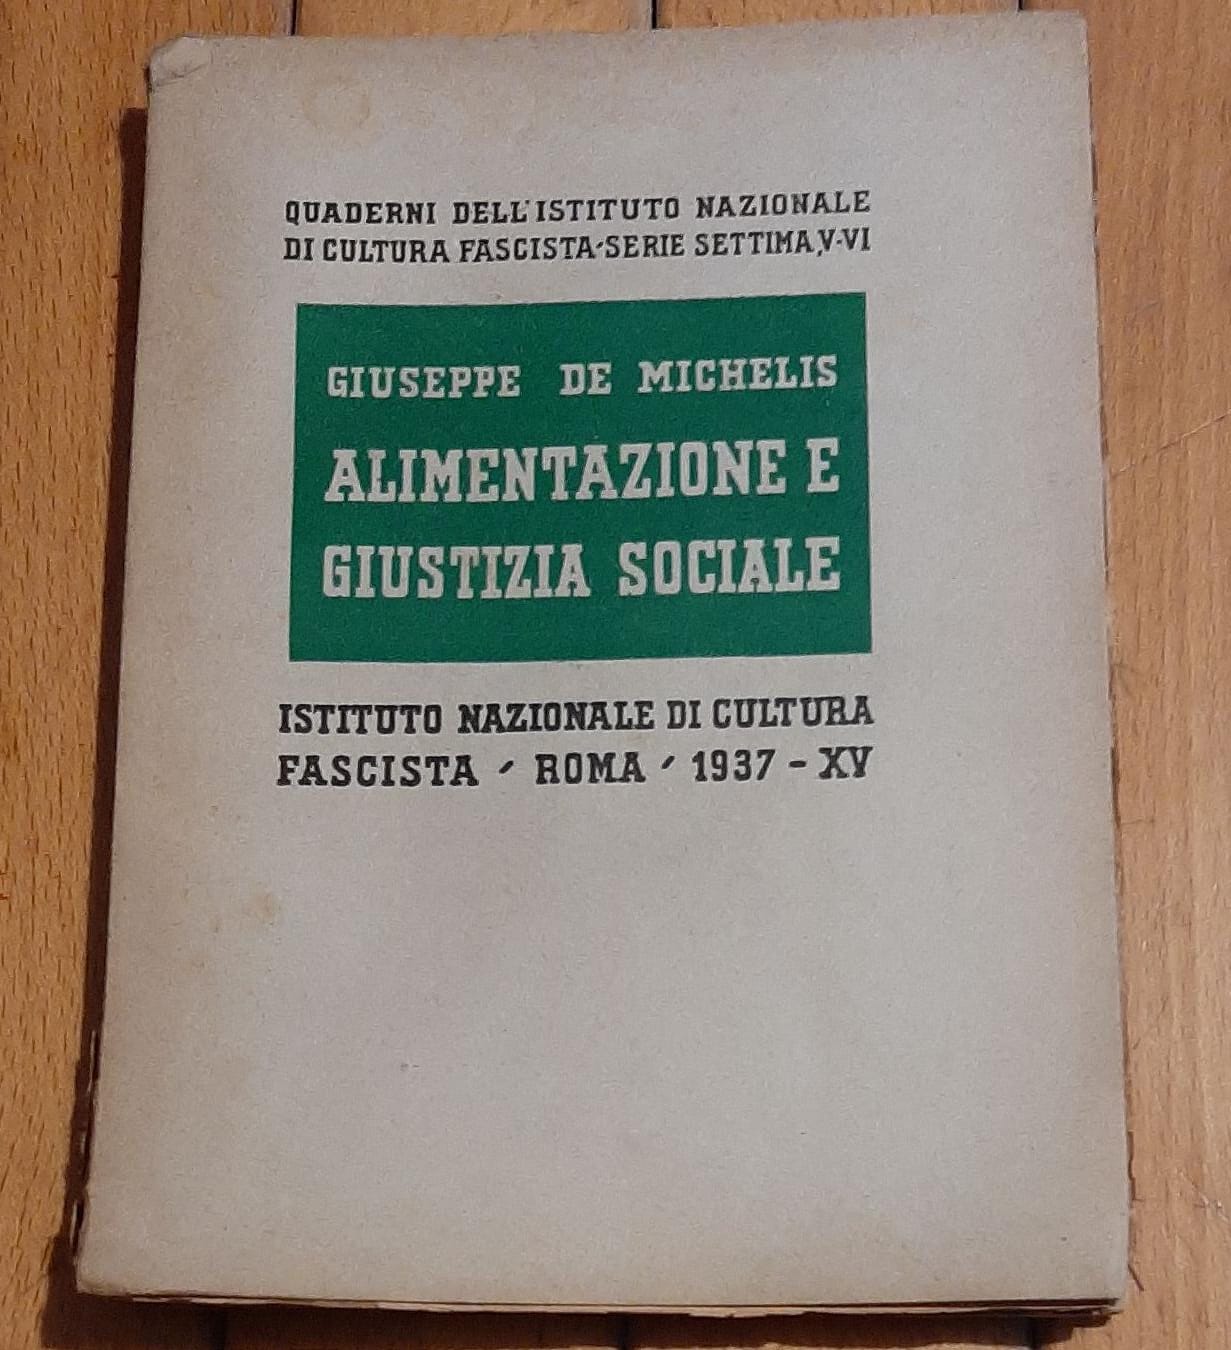 QUADERNI DELL'ISTITUTO NAZIONALE
DI CULTURA FASCISTA-SERIE SETTIMA, V-VI
GIUSEPPE DE MICHELIS
ALIMENTAZIONE E
GIUSTIZIA SOCIALE
ISTITUTO NAZIONALE DI CULTURA
FASCISTA - ROMA - 1937 - XV